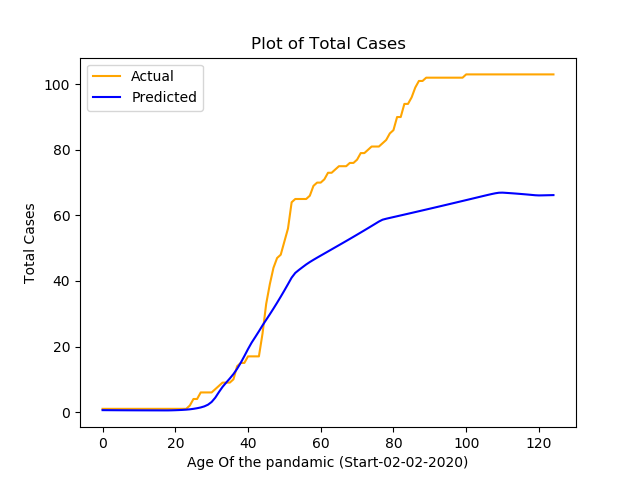 Plot of Total Cases
Actual
Predicted
100
80
60
40
20
0
Total Cases
0 20 40 60 80 100 120
Age Of the pandamic (Start-02-02-2020)